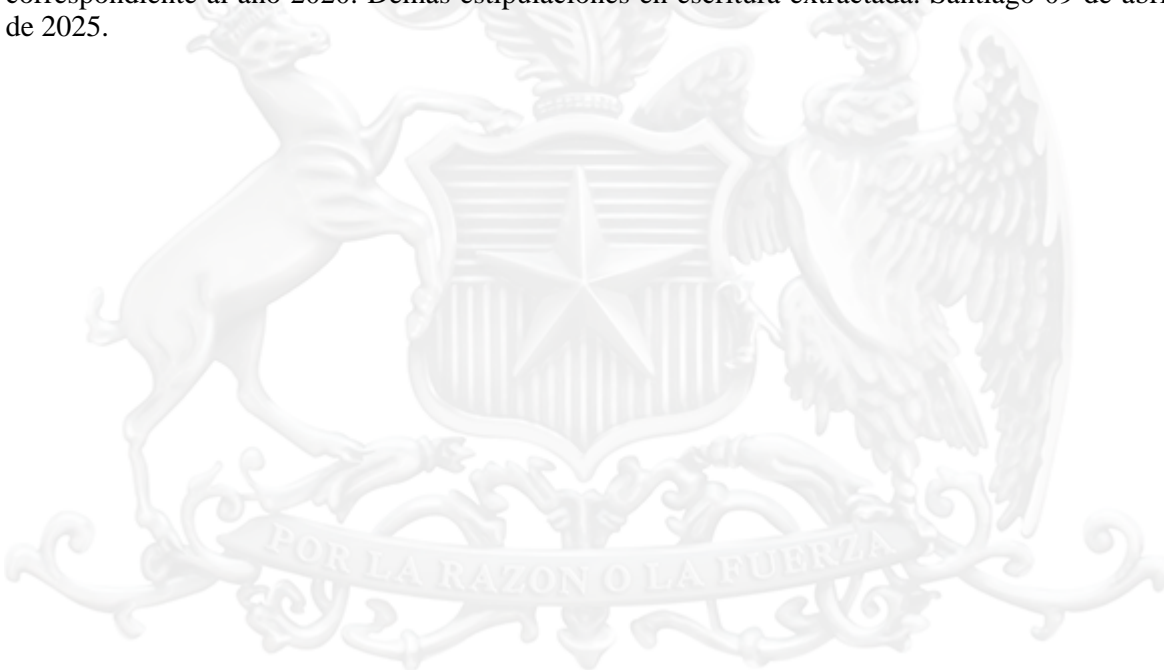 correspondiente al año 2020. Demás estipulaciones en escritura extractada. Santiago 09 de abril
de 2025.
POR LA RAZON O LA FUERZA